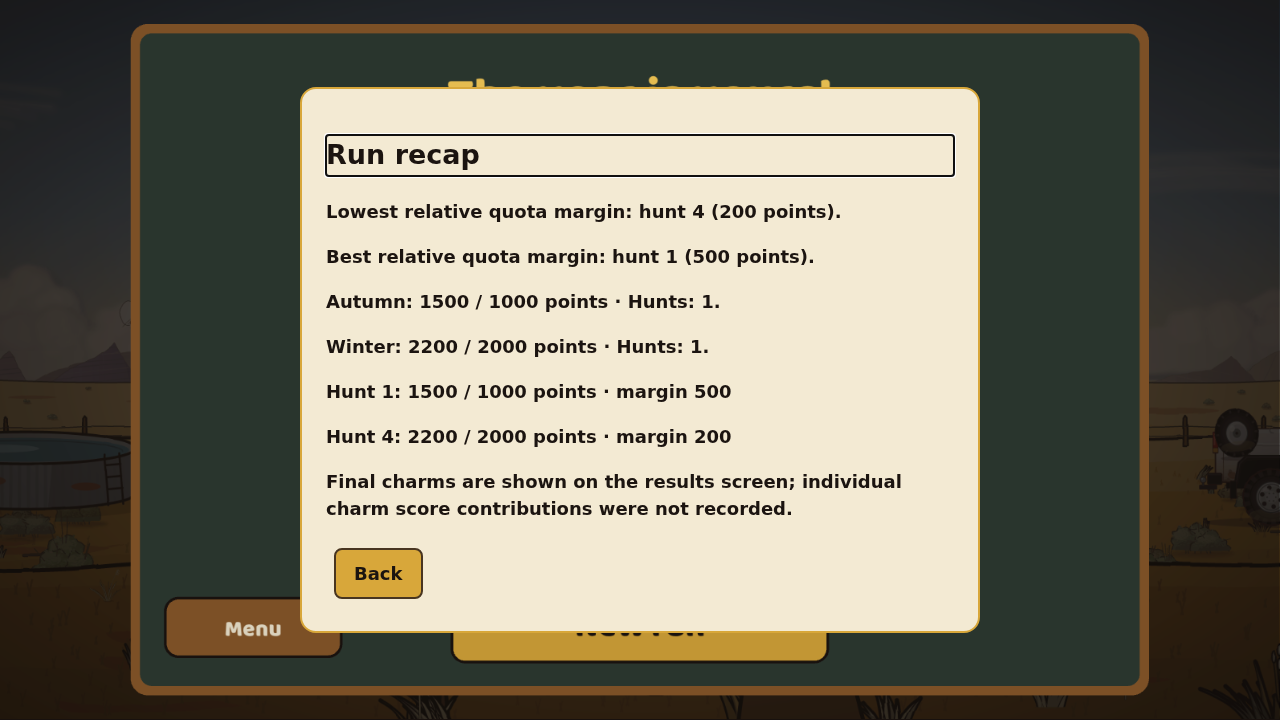 Run recap
Lowest relative quota margin: hunt 4 (200 points).
Best relative quota margin: hunt 1 (500 points).
Autumn: 1500 / 1000 points · Hunts: 1.
Winter: 2200 / 2000 points · Hunts: 1.
Hunt 1: 1500 / 1000 points · margin 500
Hunt 4: 2200 / 2000 points · margin 200
Final charms are shown on the results screen; individual
charm score contributions were not recorded.
Back
Menu